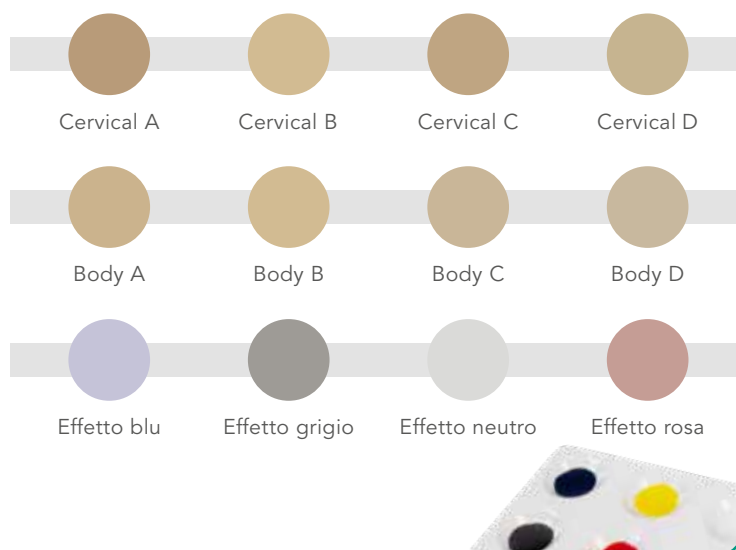 Cervical A Cervical B Cervical C Cervical D
Body A Body B Body C Body D
Effetto blu Effetto grigio Effetto neutro Effetto rosa